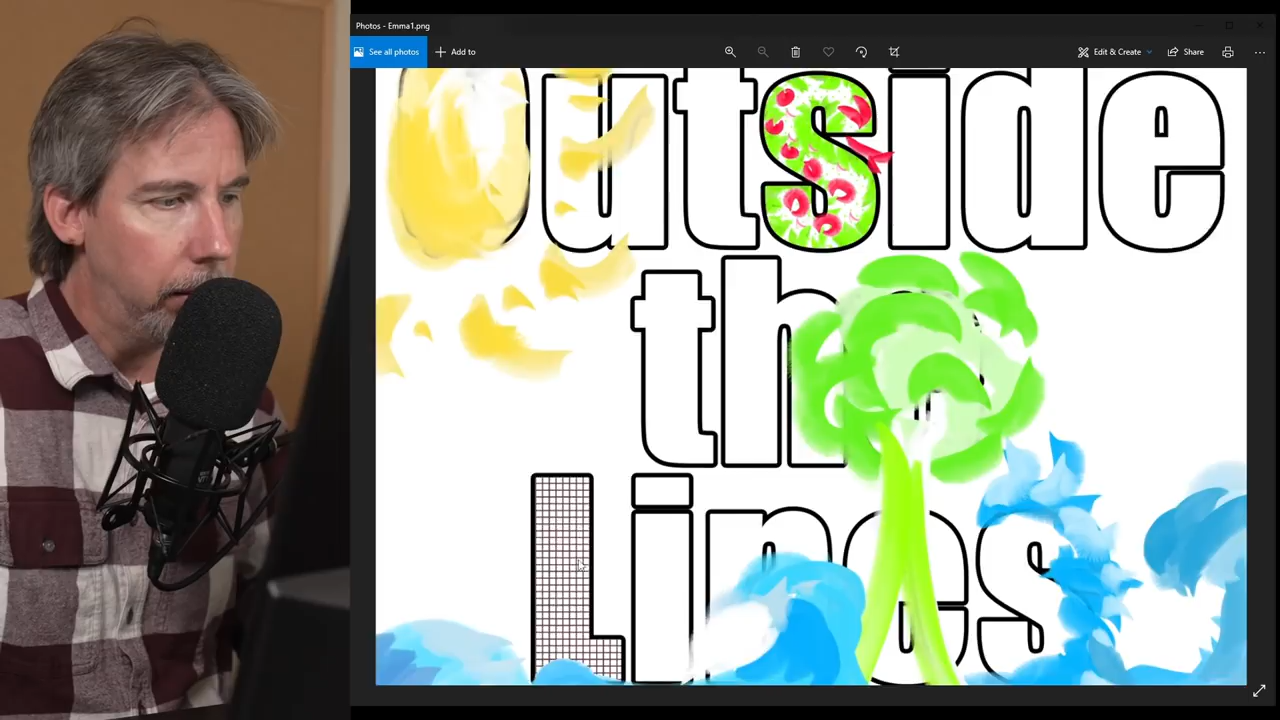 Photos - Emma1.png
See all photos
Add to
Edit & Create
Share
Outside
the
Lines